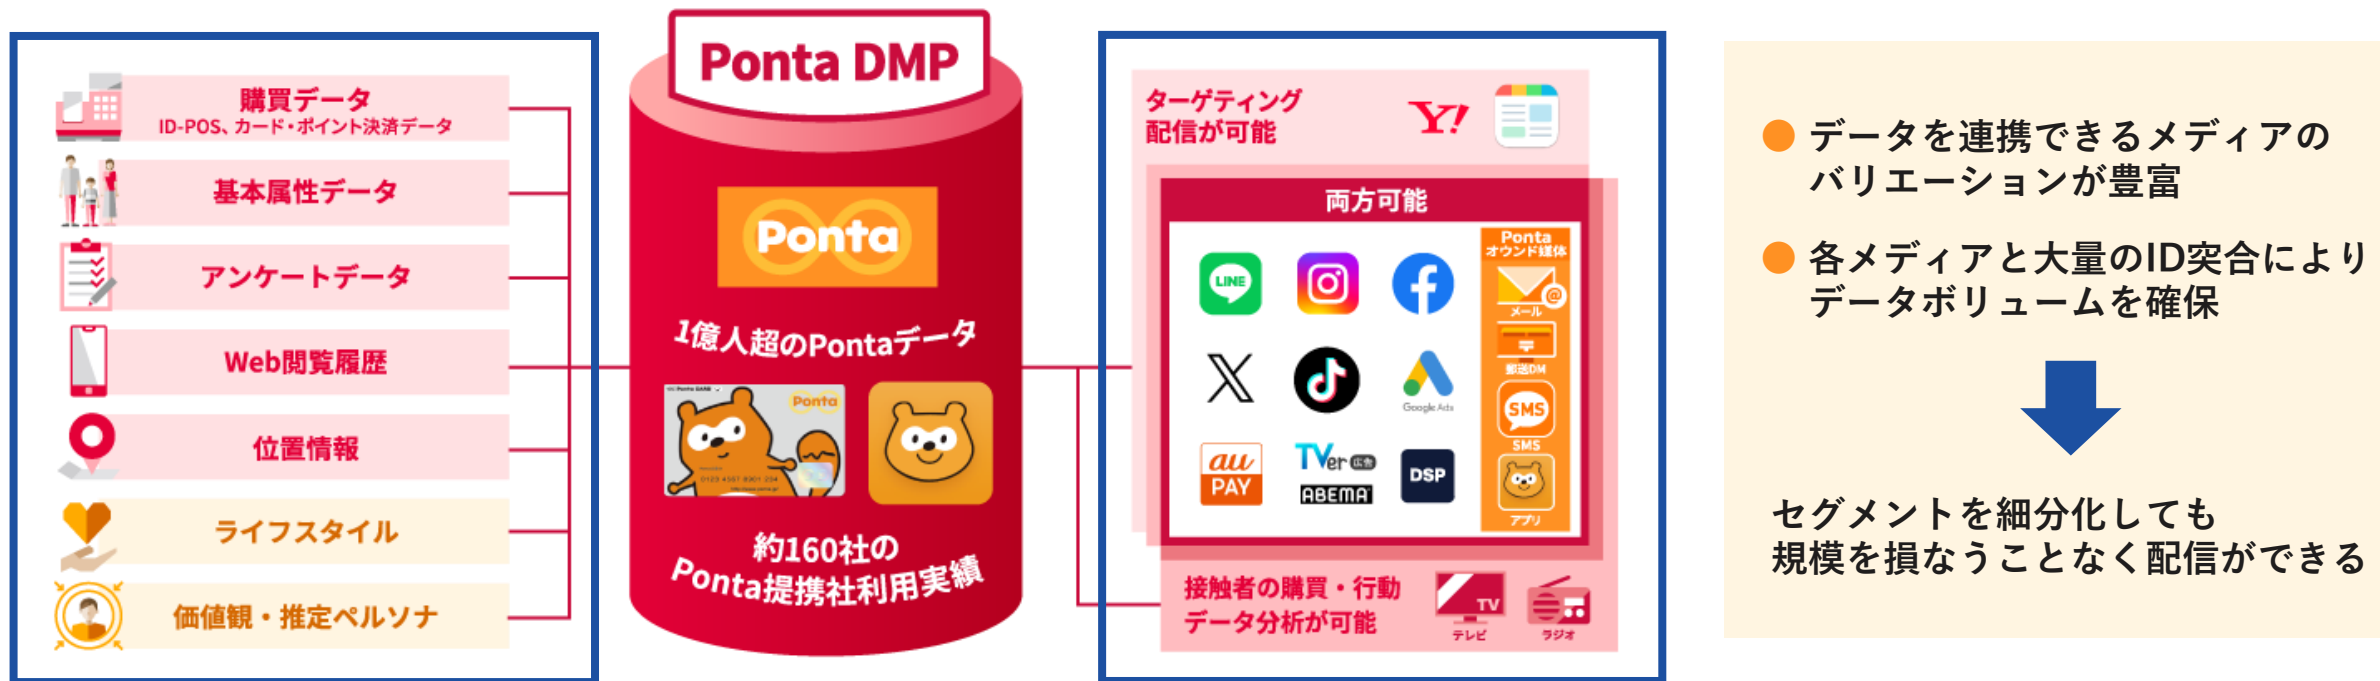 購買データ
ID-POS、カード・ポイント決済データ
基本属性データ
アンケートデータ
Web閲覧履歴
位置情報
ライフスタイル
価値観・推定ペルソナ
Ponta DMP
Ponta
1億人超のPontaデータ
Ponta
0123 4567 8901 234
約160社の
Ponta提携社利用実績
ターゲティング
配信が可能
Y!
両方可能
LINE
X
Google Ads
au
PAY
TVer 広告
ABEMA
DSP
Ponta
オウンド媒体
@
メール
郵送DM
SMS
SMS
アプリ
接触者の購買・行動
データ分析が可能
TV
テレビ
ラジオ
データを連携できるメディアの
バリエーションが豊富
各メディアと大量のID突合により
データボリュームを確保
セグメントを細分化しても
規模を損なうことなく配信ができる